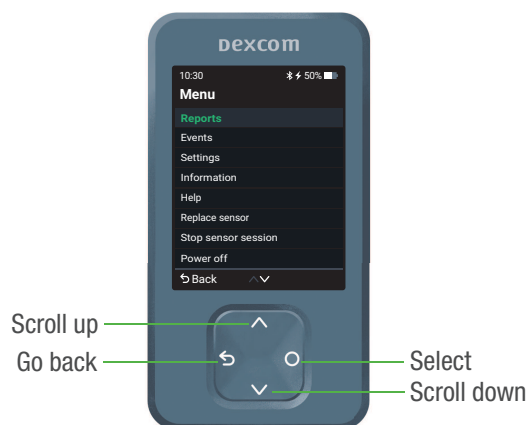 Dexcom
10:30 50%
Menu
Reports
Events
Settings
Information
Help
Replace sensor
Stop sensor session
Power off
Back
Scroll up
Go back
Select
Scroll down